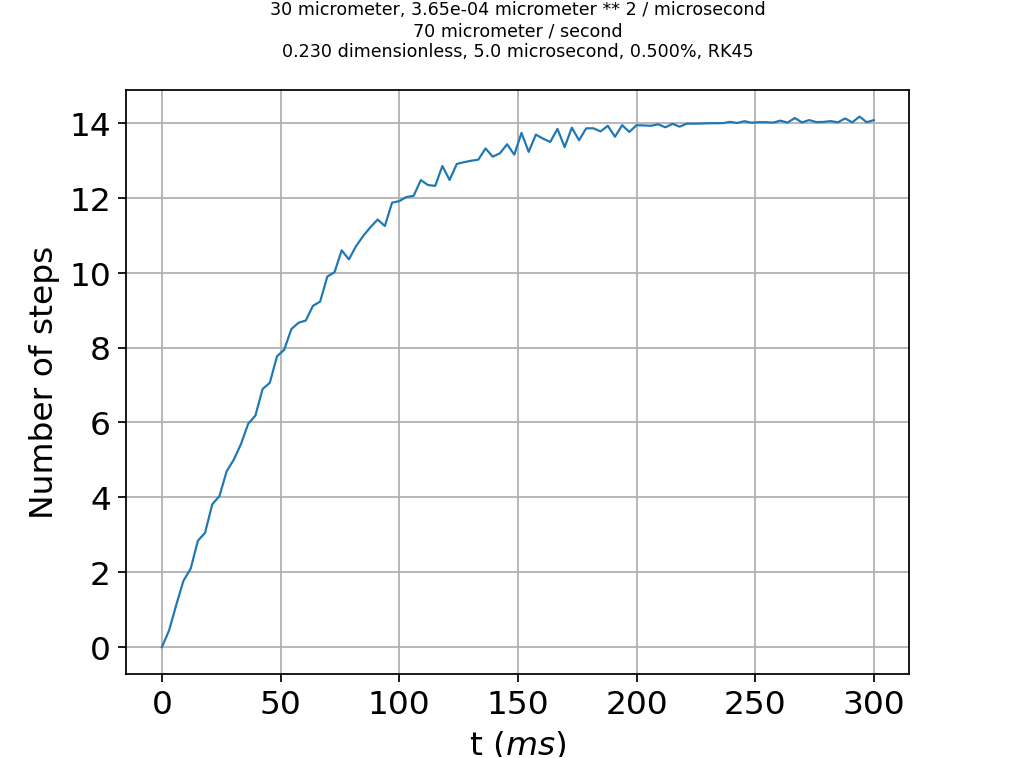 30 micrometer, 3.65e-04 micrometer ** 2 / microsecond
70 micrometer / second
0.230 dimensionless, 5.0 microsecond, 0.500%, RK45
14
12
10
8
6
4
2
0
Number of steps
0 50 100 150 200 250 300
t (ms)